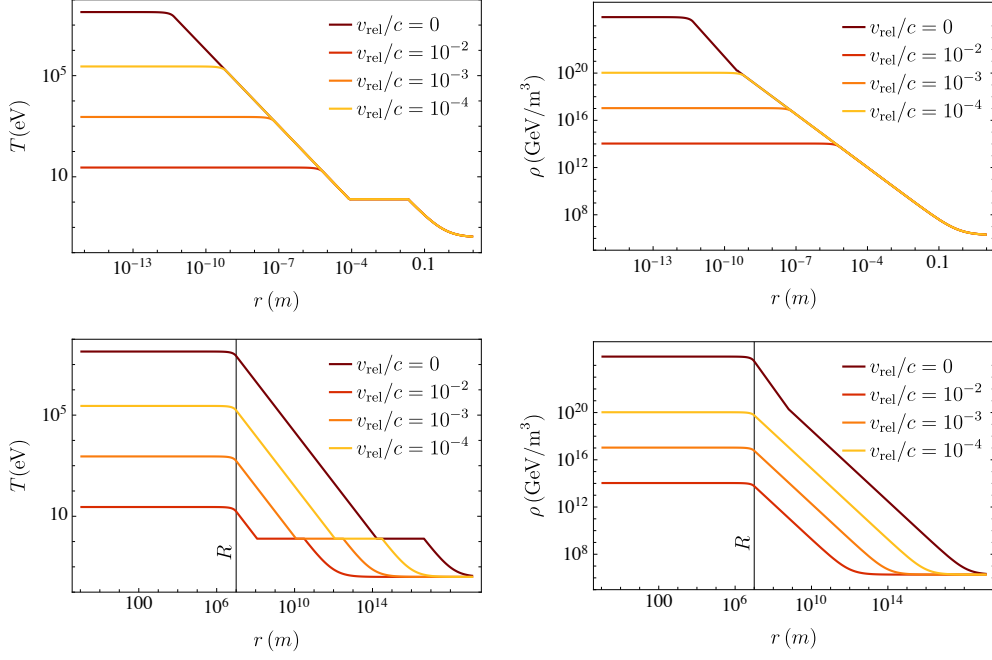 T(eV)
10^5
10
10^-13
10^-10
10^-7
10^-4
0.1
r (m)
v_rel/c = 0
v_rel/c = 10^-2
v_rel/c = 10^-3
v_rel/c = 10^-4
ρ (GeV/m^3)
10^20
10^16
10^12
10^8
10^-13
10^-10
10^-7
10^-4
0.1
r (m)
v_rel/c = 0
v_rel/c = 10^-2
v_rel/c = 10^-3
v_rel/c = 10^-4
T(eV)
10^5
10
R
100
10^6
10^10
10^14
r (m)
v_rel/c = 0
v_rel/c = 10^-2
v_rel/c = 10^-3
v_rel/c = 10^-4
ρ (GeV/m^3)
10^20
10^16
10^12
10^8
R
100
10^6
10^10
10^14
r (m)
v_rel/c = 0
v_rel/c = 10^-2
v_rel/c = 10^-3
v_rel/c = 10^-4